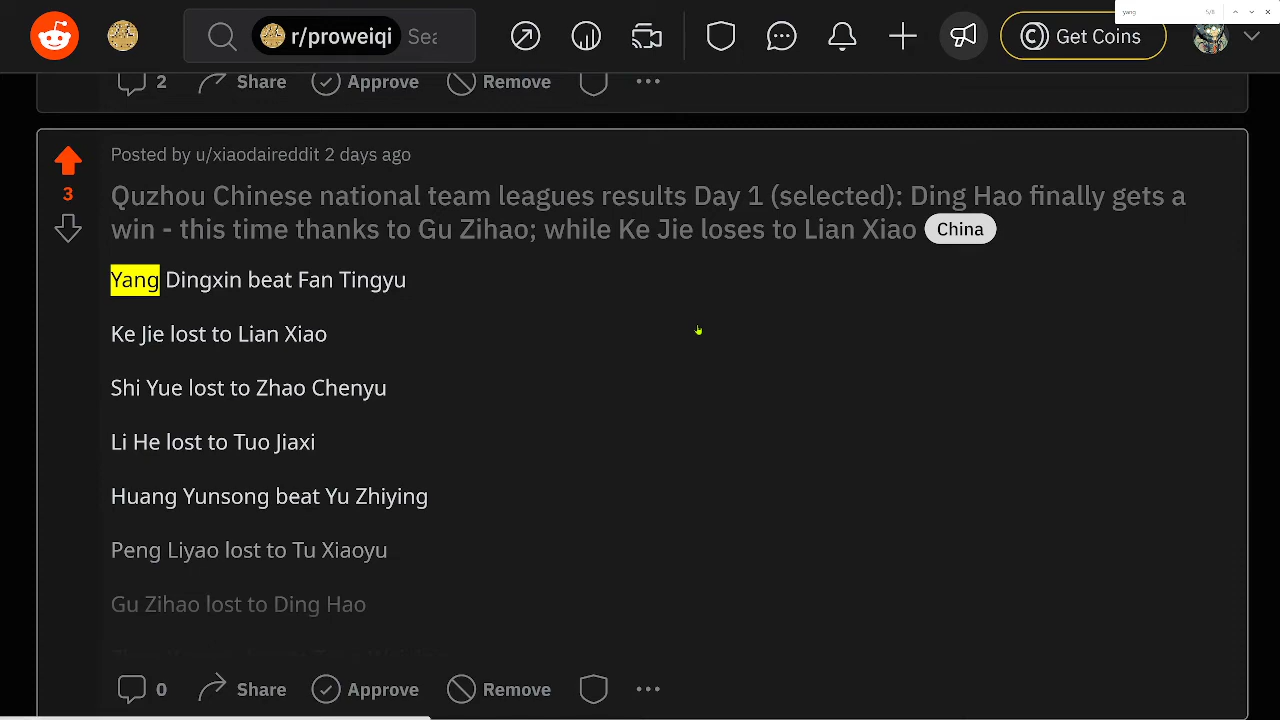 yang 5/6
r/proweiqi Sea
Get Coins
2 Share Approve Remove
Posted by u/xiaodaireddit 2 days ago
3
Quzhou Chinese national team leagues results Day 1 (selected): Ding Hao finally gets a
win - this time thanks to Gu Zihao; while Ke Jie loses to Lian Xiao China
Yang Dingxin beat Fan Tingyu
Ke Jie lost to Lian Xiao
Shi Yue lost to Zhao Chenyu
Li He lost to Tuo Jiaxi
Huang Yunsong beat Yu Zhiying
Peng Liyao lost to Tu Xiaoyu
Gu Zihao lost to Ding Hao
0 Share Approve Remove